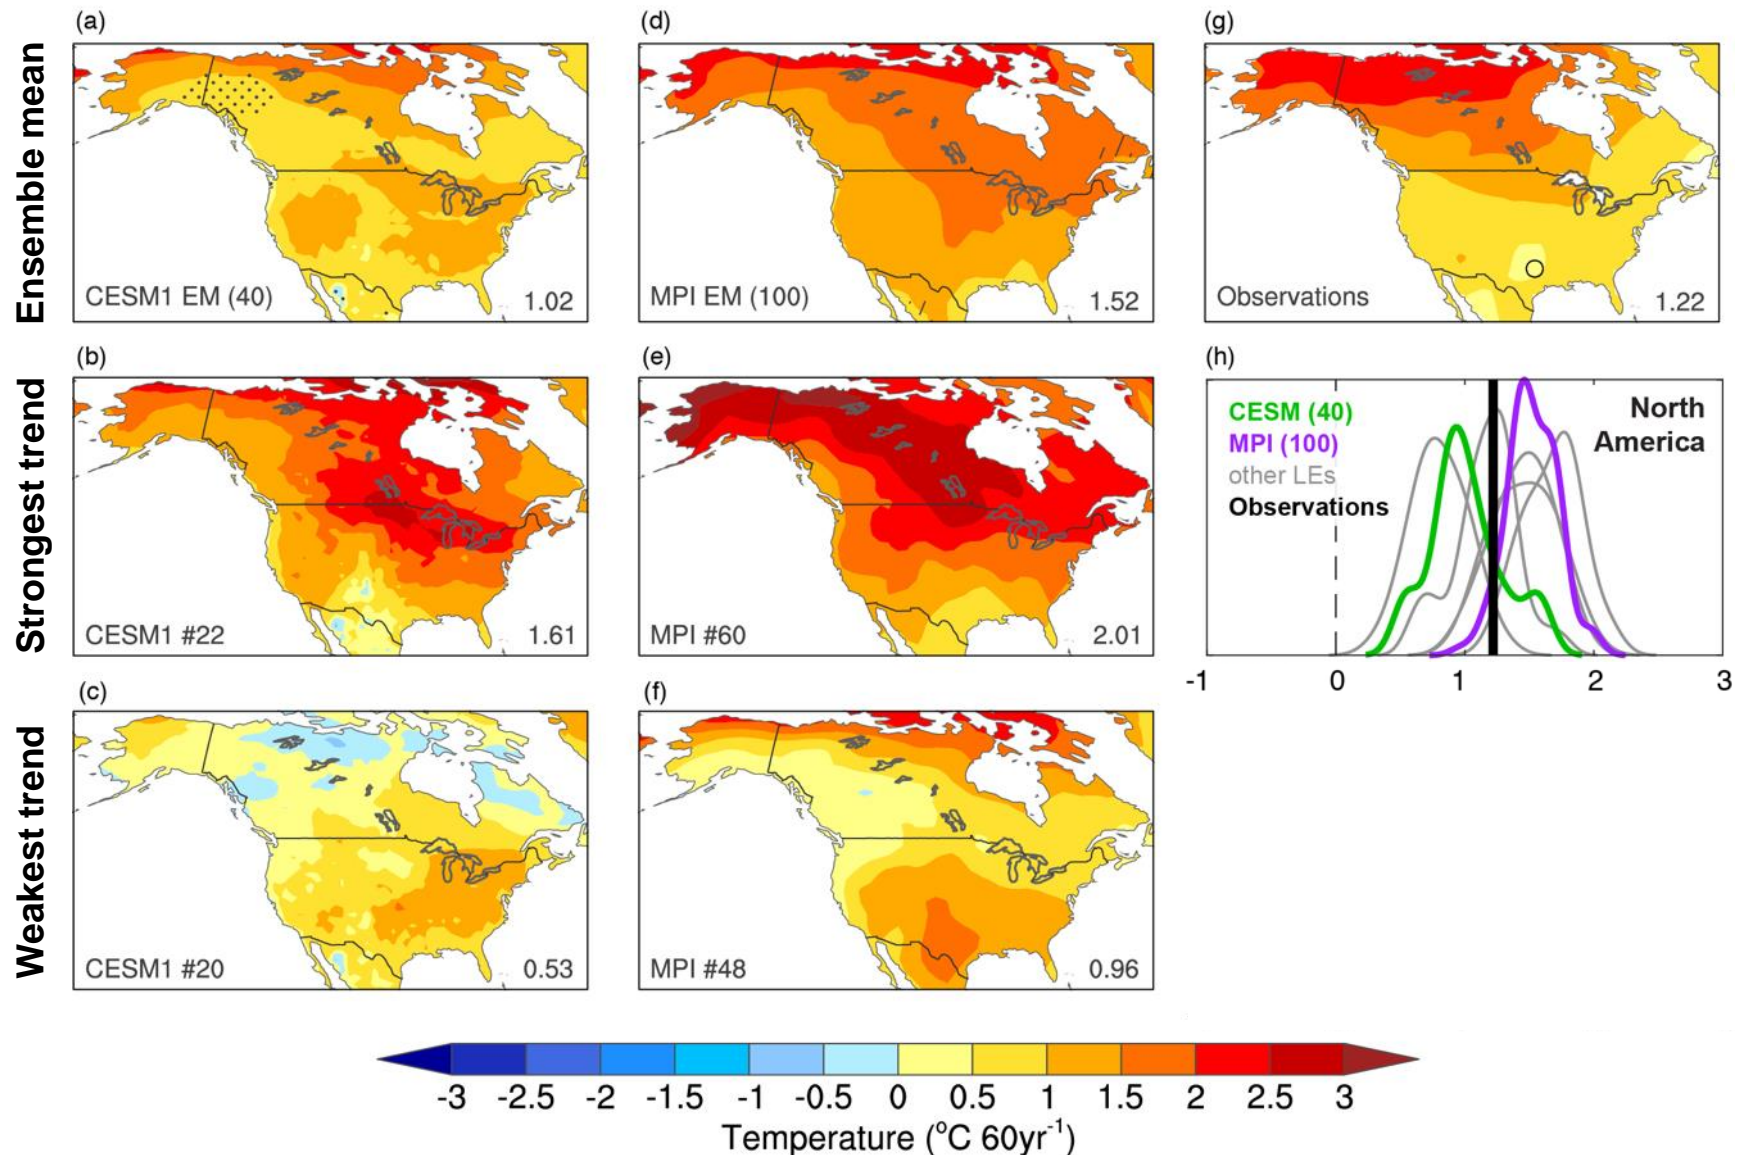 Ensemble mean
(a)
CESM1 EM (40)
1.02
(d)
MPI EM (100)
1.52
(g)
Observations
1.22
Strongest trend
(b)
CESM1 #22
1.61
(e)
MPI #60
2.01
(h)
CESM (40)
MPI (100)
other LEs
Observations
North
America
-1 0 1 2 3
Weakest trend
(c)
CESM1 #20
0.53
(f)
MPI #48
0.96
-3 -2.5 -2 -1.5 -1 -0.5 0 0.5 1 1.5 2 2.5 3
Temperature (°C 60yr⁻¹)